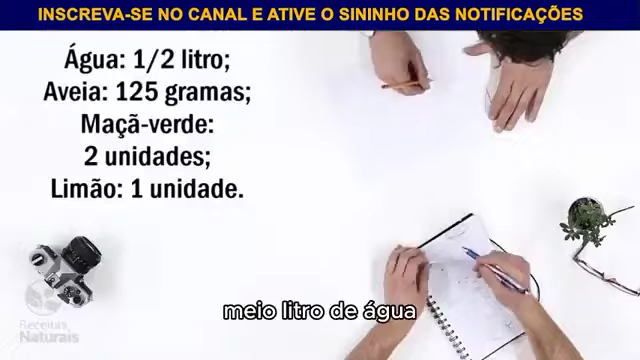 INSCREVA-SE NO CANAL E ATIVE O SININHO DAS NOTIFICAÇÕES
Água: 1/2 litro;
Aveia: 125 gramas;
Maçã-verde:
2 unidades;
Limão: 1 unidade.
meio litro de água
Receitas
Naturais